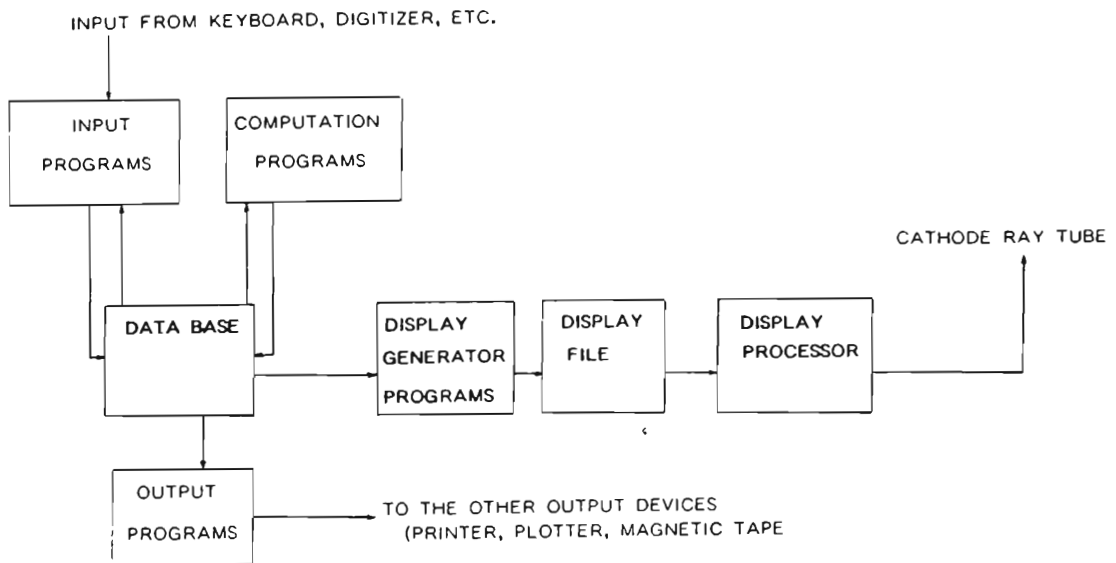 INPUT FROM KEYBOARD, DIGITIZER, ETC.
INPUT
PROGRAMS
COMPUTATION
PROGRAMS
CATHODE RAY TUBE
DATA BASE
DISPLAY
GENERATOR
PROGRAMS
DISPLAY
FILE
DISPLAY
PROCESSOR
OUTPUT
PROGRAMS
TO THE OTHER OUTPUT DEVICES
(PRINTER, PLOTTER, MAGNETIC TAPE